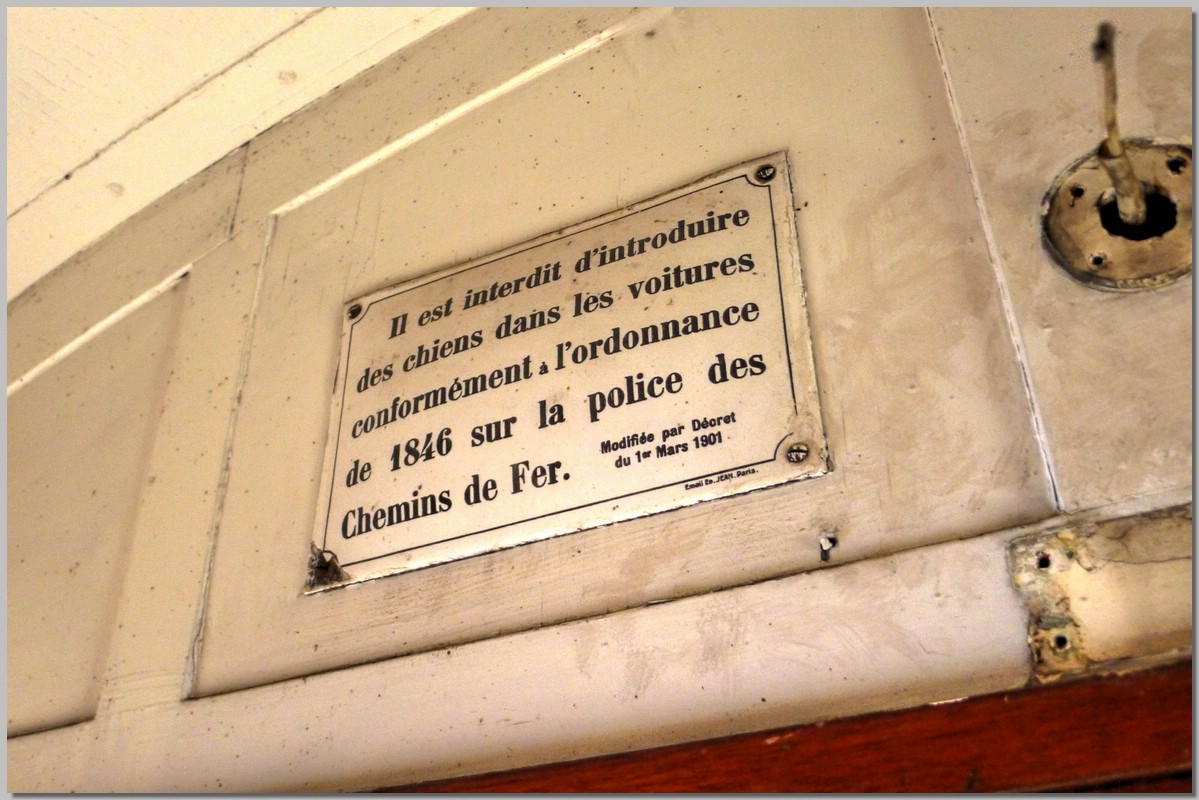 Il est interdit d'introduire
des chiens dans les voitures
conformément à l'ordonnance
de 1846 sur la police des
Chemins de Fer.
Modifiée par Décret
du 1er Mars 1901
Email Ed. JEAN. Paris.